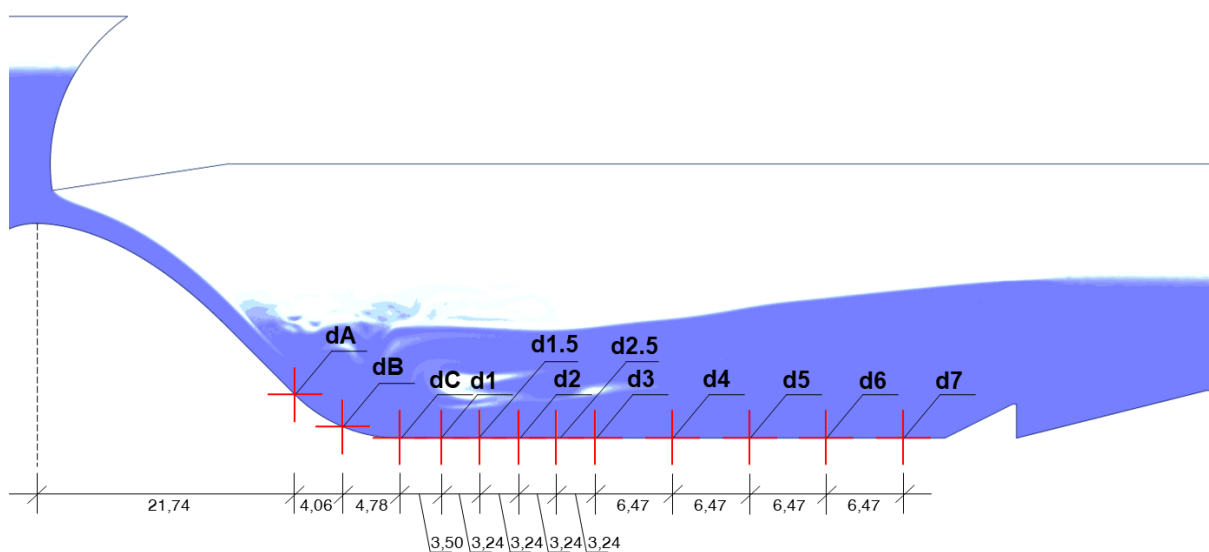 d1.5 d2.5
dA
dB dC d1 d2 d3 d4 d5 d6 d7
21,74 4,06 4,78 6,47 6,47 6,47 6,47
3,50 3,24 3,24 3,24 3,24